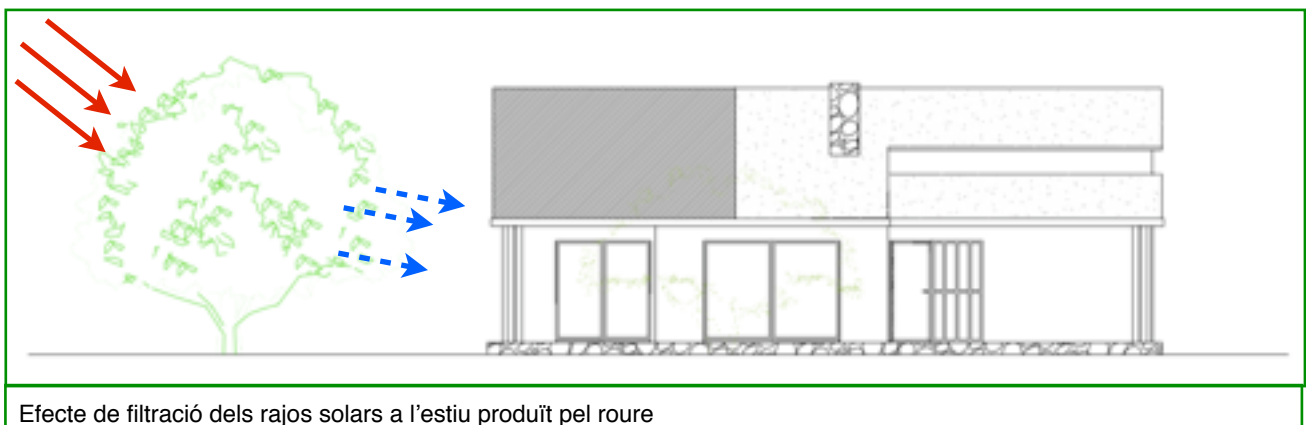 Efecte de filtració dels rajos solars a l’estiu produït pel roure